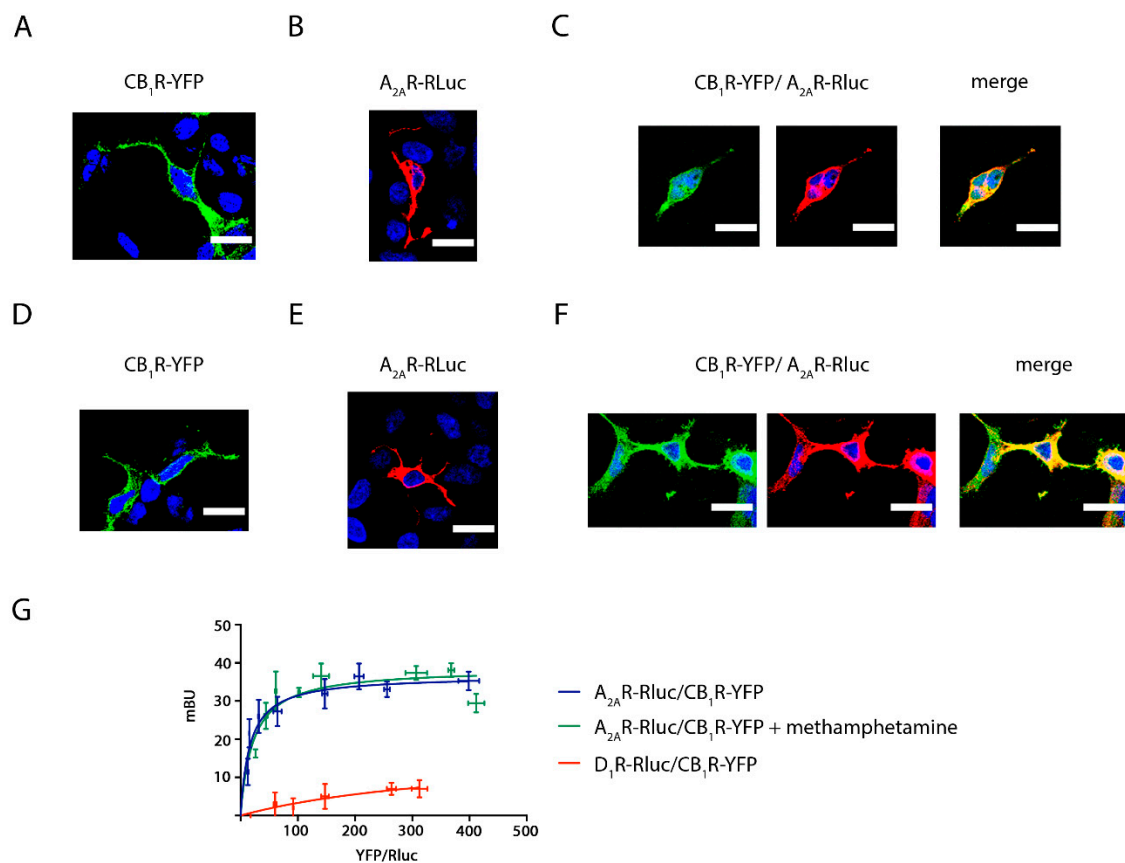 A
B
C
CB₁R-YFP
A₂ₐR-RLuc
CB₁R-YFP/ A₂ₐR-Rluc
merge
D
E
F
CB₁R-YFP
A₂ₐR-RLuc
CB₁R-YFP/ A₂ₐR-Rluc
merge
G
50
40
30
20
10
mBU
100 200 300 400 500
YFP/Rluc
A₂ₐR-Rluc/CB₁R-YFP
A₂ₐR-Rluc/CB₁R-YFP + methamphetamine
D₁R-Rluc/CB₁R-YFP